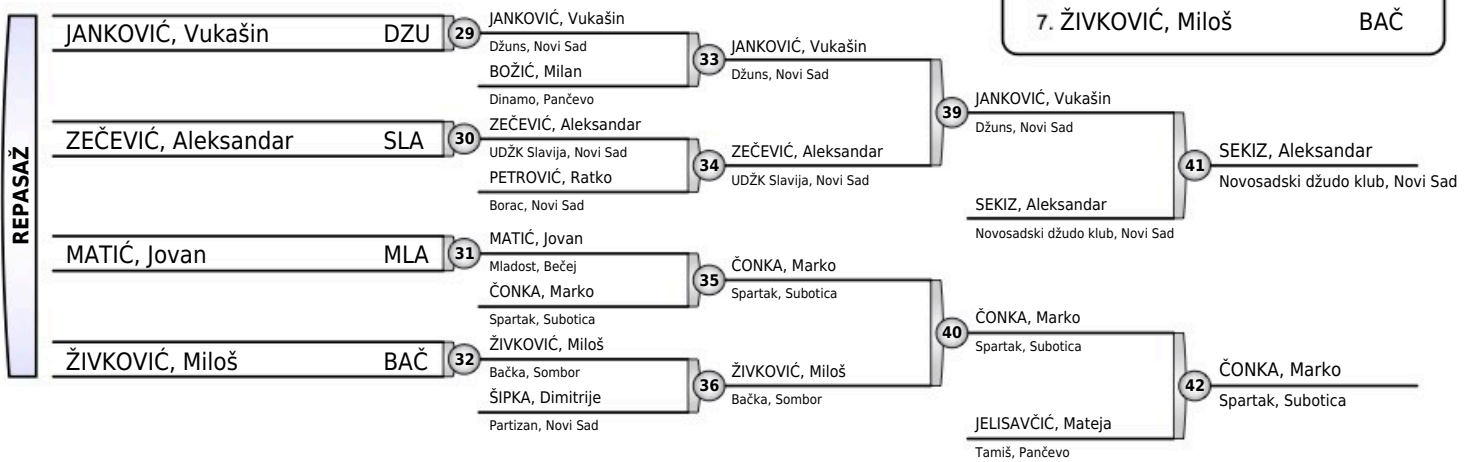 7. ŽIVKOVIĆ, Miloš BAČ
REPASAŽ
JANKOVIĆ, Vukašin DZU
ZEČEVIĆ, Aleksandar SLA
MATIĆ, Jovan MLA
ŽIVKOVIĆ, Miloš BAČ
29
JANKOVIĆ, Vukašin
Džuns, Novi Sad
BOŽIĆ, Milan
Dinamo, Pančevo
30
ZEČEVIĆ, Aleksandar
UDŽK Slavija, Novi Sad
PETROVIĆ, Ratko
Borac, Novi Sad
31
MATIĆ, Jovan
Mladost, Bečej
ČONKA, Marko
Spartak, Subotica
32
ŽIVKOVIĆ, Miloš
Bačka, Sombor
ŠIPKA, Dimitrije
Partizan, Novi Sad
33
JANKOVIĆ, Vukašin
Džuns, Novi Sad
34
ZEČEVIĆ, Aleksandar
UDŽK Slavija, Novi Sad
35
ČONKA, Marko
Spartak, Subotica
36
ŽIVKOVIĆ, Miloš
Bačka, Sombor
39
JANKOVIĆ, Vukašin
Džuns, Novi Sad
SEKIZ, Aleksandar
Novosadski džudo klub, Novi Sad
40
ČONKA, Marko
Spartak, Subotica
JELISAVČIĆ, Mateja
Tamiš, Pančevo
41
SEKIZ, Aleksandar
Novosadski džudo klub, Novi Sad
42
ČONKA, Marko
Spartak, Subotica